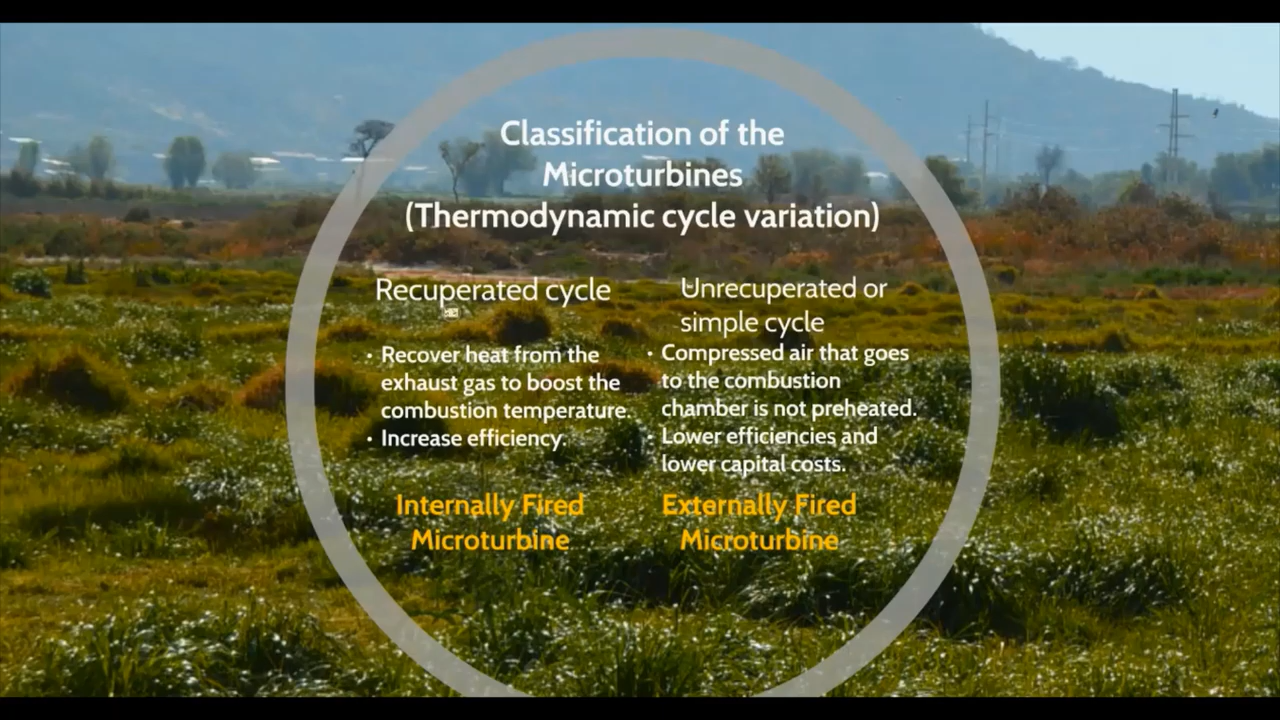 Classification of the
Microturbines
(Thermodynamic cycle variation)
Recuperated cycle
• Recover heat from the
exhaust gas to boost the
combustion temperature.
• Increase efficiency.
Internally Fired
Microturbine
Unrecuperated or
simple cycle
• Compressed air that goes
to the combustion
chamber is not preheated.
• Lower efficiencies and
lower capital costs.
Externally Fired
Microturbine